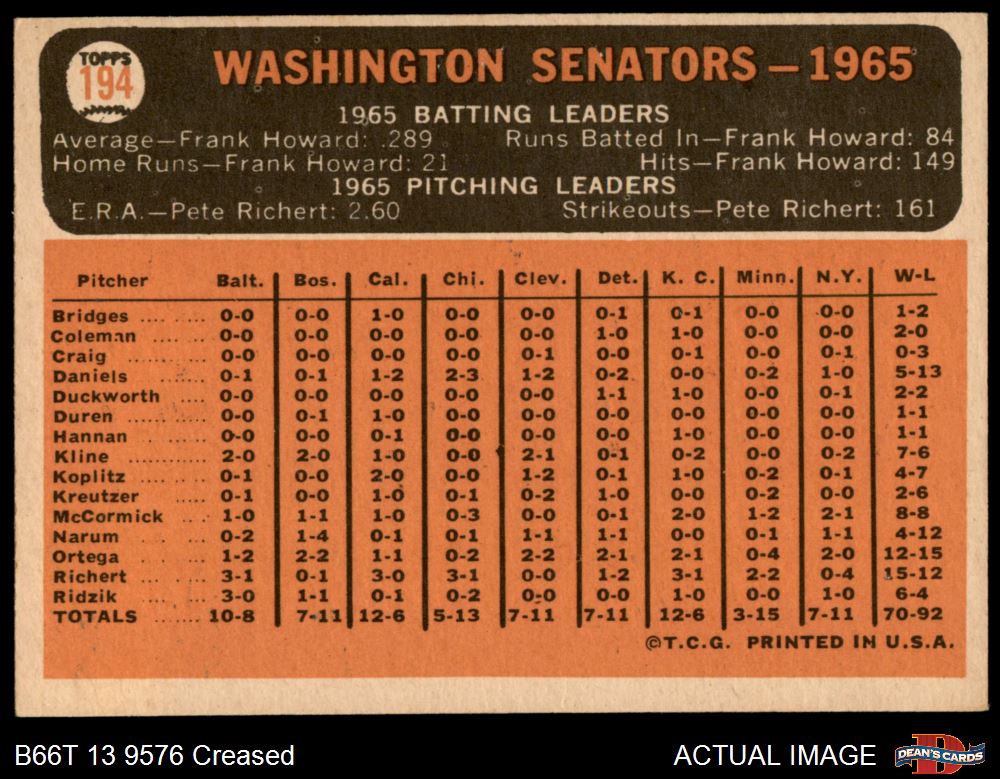 TOPPS
194
WASHINGTON SENATORS — 1965
1965 BATTING LEADERS
Average—Frank Howard: .289 Runs Batted In—Frank Howard: 84
Home Runs—Frank Howard: 21 Hits—Frank Howard: 149
1965 PITCHING LEADERS
E.R.A.—Pete Richert: 2.60 Strikeouts—Pete Richert: 161
Pitcher Balt. Bos. Cal. Chi. Clev. Det. K. C. Minn. N.Y. W-L
Bridges .... ..... 0-0 0-0 1-0 0-0 0-0 0-1 0-1 0-0 0-0 1-2
Coleman .... .... 0-0 0-0 0-0 0-0 0-0 1-0 1-0 0-0 0-0 2-0
Craig ........... 0-0 0-0 0-0 0-0 0-1 0-0 0-1 0-0 0-1 0-3
Daniels ....... 0-1 0-1 1-2 2-3 1-2 0-2 0-0 0-2 1-0 5-13
Duckworth .... 0-0 0-0 0-0 0-0 0-0 1-1 1-0 0-0 0-1 2-2
Duren .... ..... 0-0 0-1 1-0 0-0 0-0 0-0 0-0 0-0 0-0 1-1
Hannan ......... 0-0 0-0 0-1 0-0 0-0 0-0 1-0 0-0 0-0 1-1
Kline ........... 2-0 2-0 1-0 0-0 2-1 0-1 0-2 0-0 0-2 7-6
Koplitz ... ..... 0-1 0-0 2-0 0-0 1-2 0-1 1-0 0-2 0-1 4-7
Kreutzer ..... 0-1 0-0 1-0 0-1 0-2 1-0 0-0 0-2 0-0 2-6
McCormick .... 1-0 1-1 1-0 0-3 0-0 0-1 2-0 1-2 2-1 8-8
Narum .... ..... 0-2 1-4 0-1 0-1 1-1 1-1 0-0 0-1 1-1 4-12
Ortega ... ..... 1-2 2-2 1-1 0-2 2-2 2-1 2-1 0-4 2-0 12-15
Richert ... ..... 3-1 0-1 3-0 3-1 0-0 1-2 3-1 2-2 0-4 15-12
Ridzik ... ...... 3-0 1-1 0-1 0-2 0-0 0-0 1-0 0-0 1-0 6-4
TOTALS ....... 10-8 7-11 12-6 5-13 7-11 7-11 12-6 3-15 7-11 70-92
©T.C.G. PRINTED IN U.S.A.
B66T 13 9576 Creased ACTUAL IMAGE DEAN'S CARDS